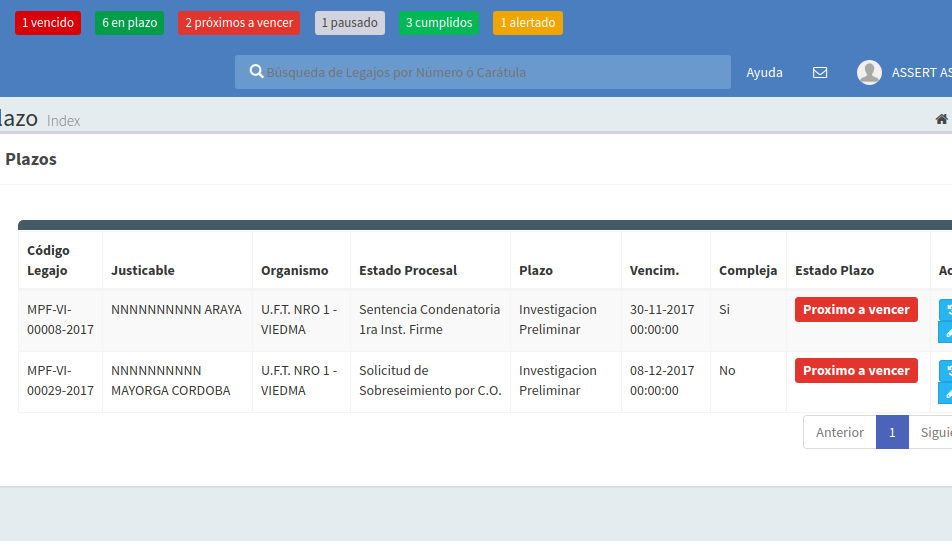 1 vencido 6 en plazo 2 próximos a vencer 1 pausado 3 cumplidos 1 alertado
Búsqueda de Legajos por Número ó Carátula Ayuda ASSERT AS
lazo Index
Plazos
Código Legajo Justicable Organismo Estado Procesal Plazo Vencim. Compleja Estado Plazo Ac
MPF-VI-00008-2017 NNNNNNNNNN ARAYA U.F.T. NRO 1 - VIEDMA Sentencia Condenatoria 1ra Inst. Firme Investigacion Preliminar 30-11-2017 00:00:00 Si Proximo a vencer
MPF-VI-00029-2017 NNNNNNNNNN MAYORGA CORDOBA U.F.T. NRO 1 - VIEDMA Solicitud de Sobreseimiento por C.O. Investigacion Preliminar 08-12-2017 00:00:00 No Proximo a vencer
Anterior 1 Siguie